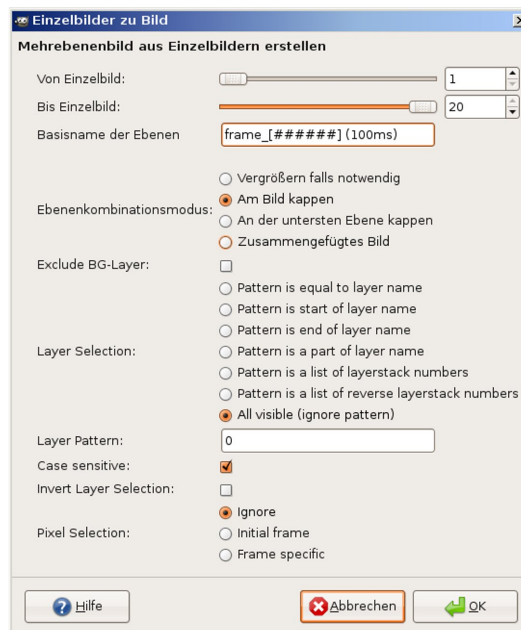 Einzelbilder zu Bild
Mehrebenenbild aus Einzelbildern erstellen
Von Einzelbild: 1
Bis Einzelbild: 20
Basisname der Ebenen frame_[######] (100ms)
Ebenenkombinationsmodus:
Vergrößern falls notwendig
Am Bild kappen
An der untersten Ebene kappen
Zusammengefügtes Bild
Exclude BG-Layer:
Layer Selection:
Pattern is equal to layer name
Pattern is start of layer name
Pattern is end of layer name
Pattern is a part of layer name
Pattern is a list of layerstack numbers
Pattern is a list of reverse layerstack numbers
All visible (ignore pattern)
Layer Pattern: 0
Case sensitive:
Invert Layer Selection:
Pixel Selection:
Ignore
Initial frame
Frame specific
Hilfe Abbrechen OK